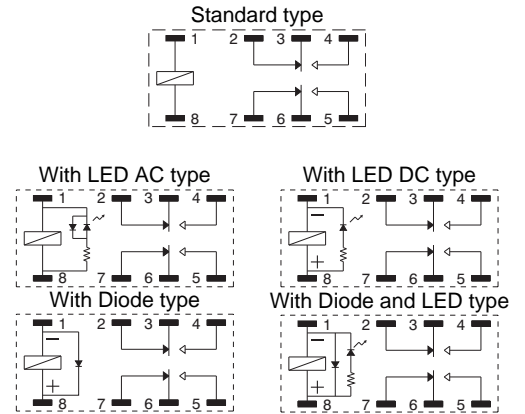 Standard type
1 2 3 4
8 7 6 5
With LED AC type
1 2 3 4
8 7 6 5
With LED DC type
1 2 3 4
−
+
8 7 6 5
With Diode type
1 2 3 4
−
+
8 7 6 5
With Diode and LED type
1 2 3 4
−
+
8 7 6 5